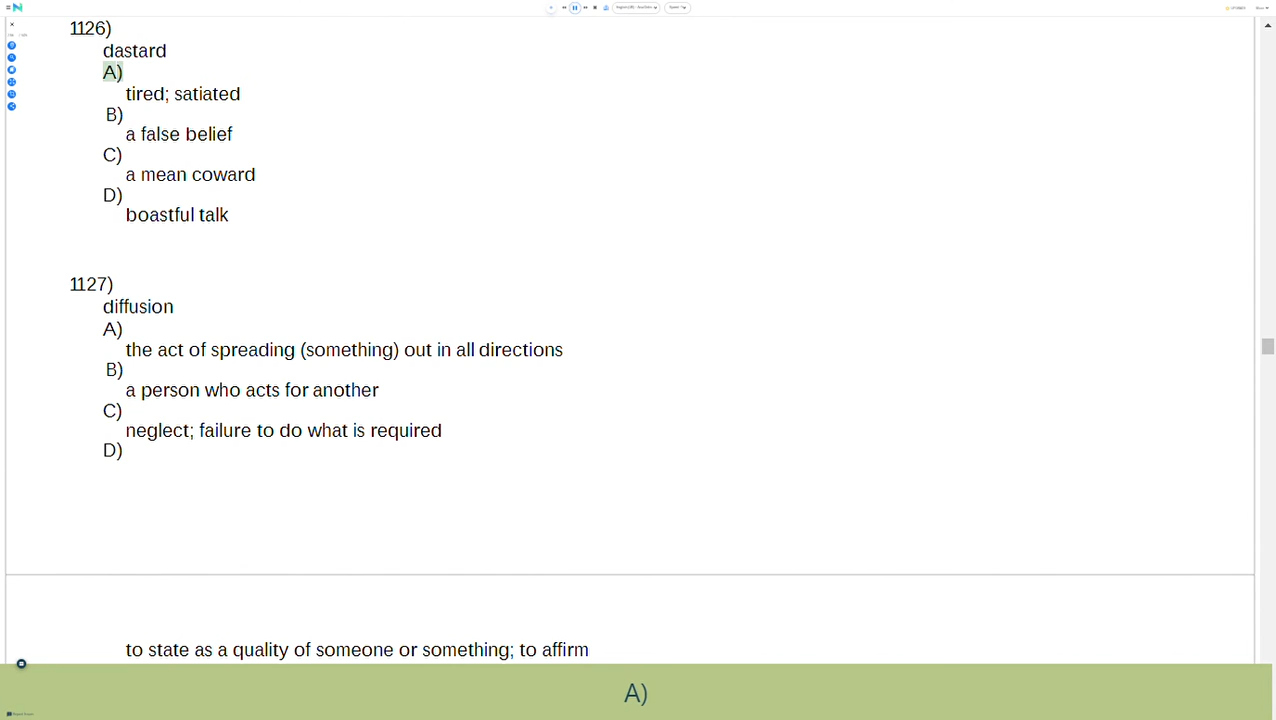 1126)
dastard
A)
tired; satiated
B)
a false belief
C)
a mean coward
D)
boastful talk
1127)
diffusion
A)
the act of spreading (something) out in all directions
B)
a person who acts for another
C)
neglect; failure to do what is required
D)
to state as a quality of someone or something; to affirm
A)